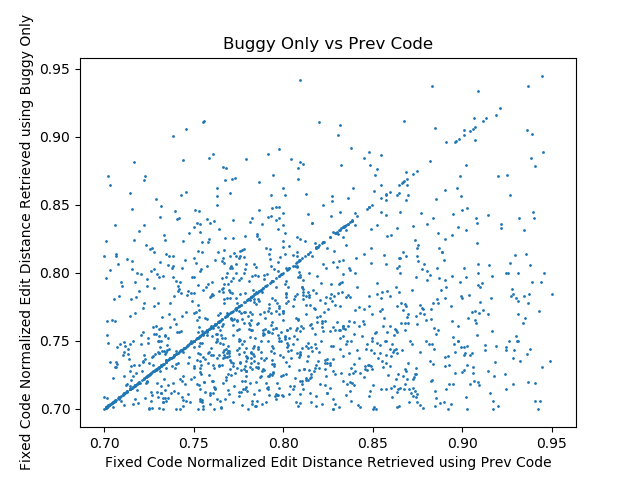 Buggy Only vs Prev Code
Fixed Code Normalized Edit Distance Retrieved using Buggy Only
0.95
0.90
0.85
0.80
0.75
0.70
0.70 0.75 0.80 0.85 0.90 0.95
Fixed Code Normalized Edit Distance Retrieved using Prev Code